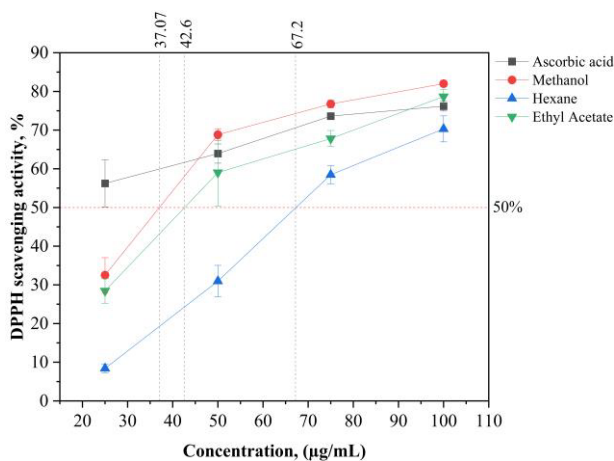 37.07
42.6
67.2
90
80
70
60
50
40
30
20
10
0
DPPH scavenging activity, %
Ascorbic acid
Methanol
Hexane
Ethyl Acetate
50%
20 30 40 50 60 70 80 90 100 110
Concentration, (μg/mL)